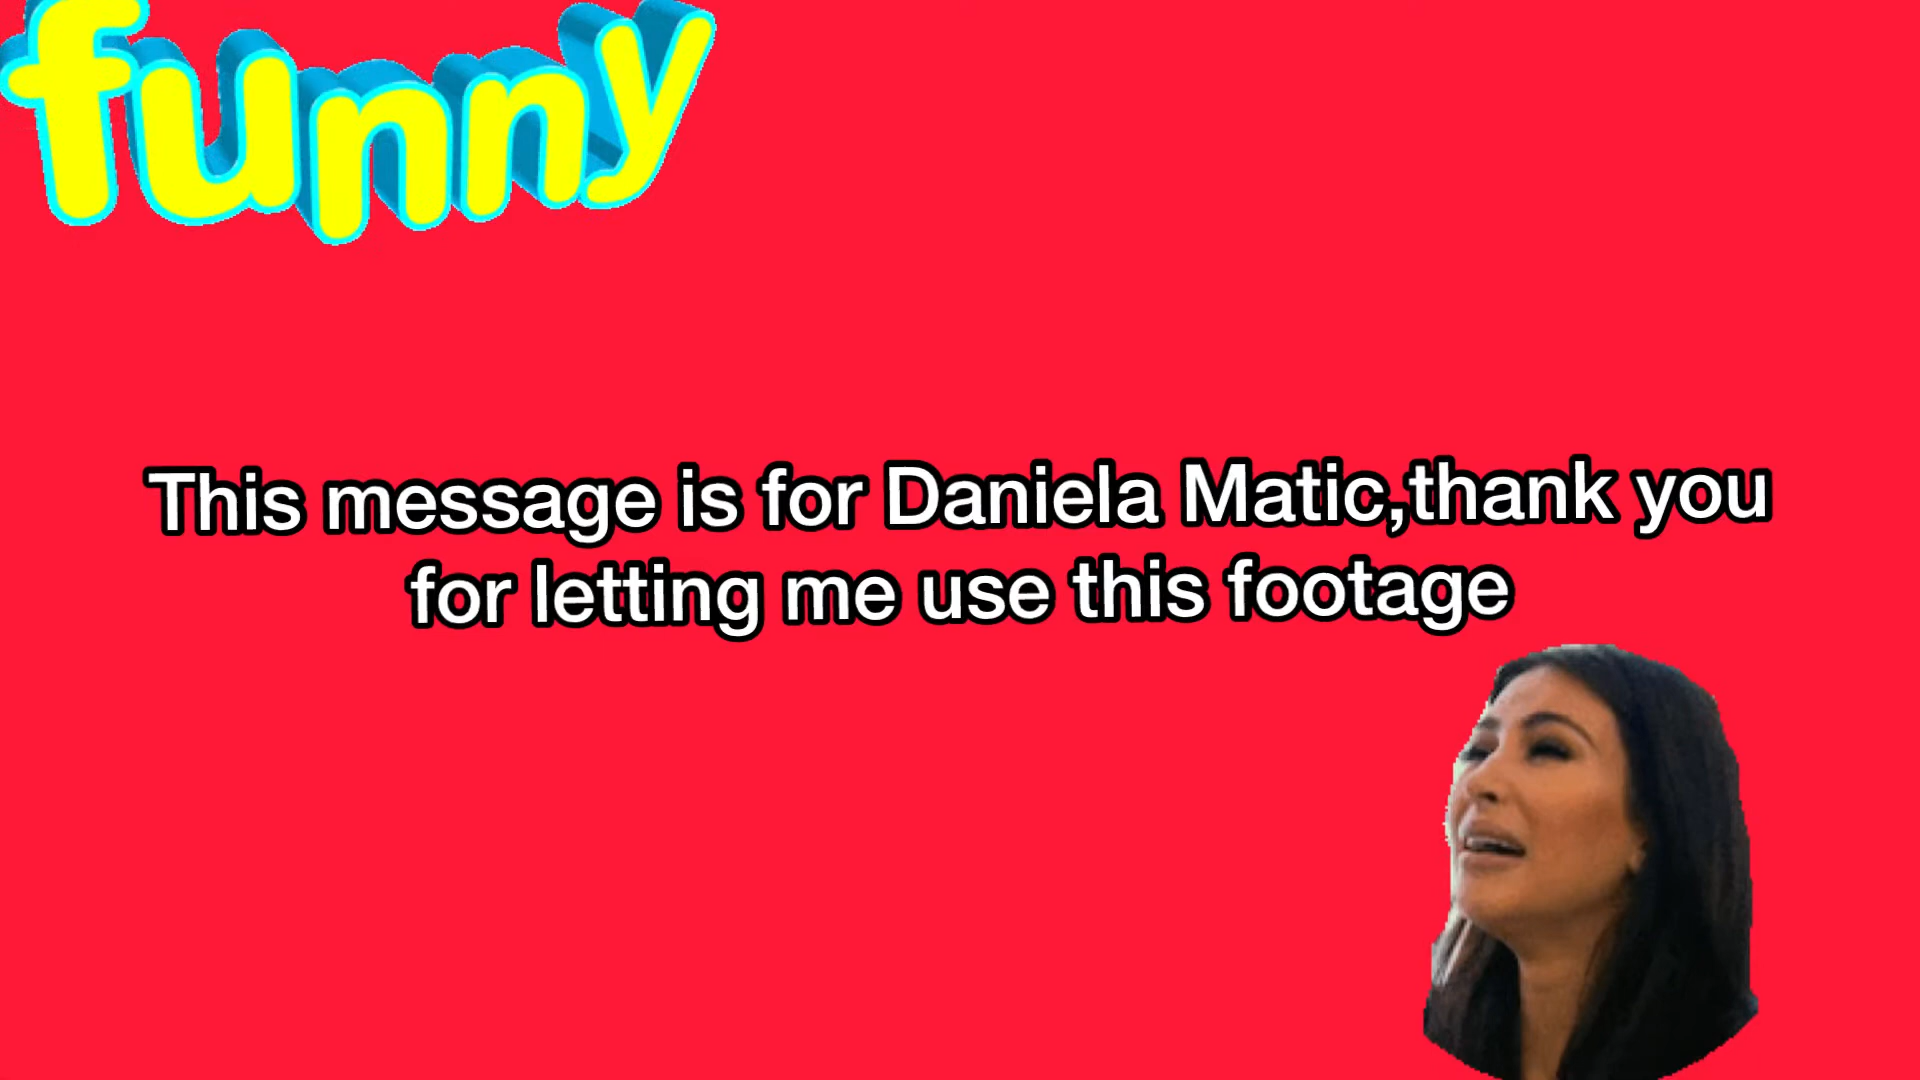 funny
This message is for Daniela Matic,thank you
for letting me use this footage